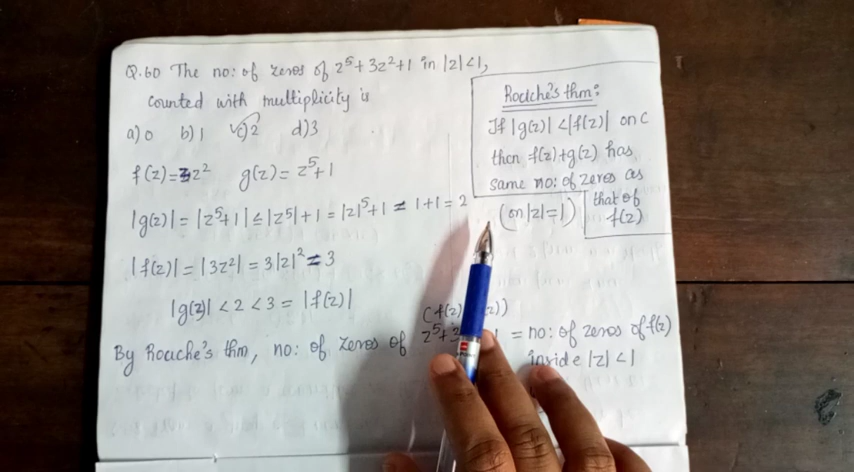 Q.60 The no: of zeros of z⁵+3z²+1 in |z|<1,
counted with multiplicity is
a) 0 b) 1 c) 2 d) 3
Rouche's thm:
If |g(z)| < |f(z)| on C
then f(z)+g(z) has
same no: of zeros as
that of
f(z)
f(z)=3z² g(z)= z⁵+1
|g(z)| = |z⁵+1| ≤ |z⁵|+1 = |z|⁵+1 = 1+1 = 2 (on |z|=1)
|f(z)| = |3z²| = 3|z|² = 3
|g(z)| < 2 < 3 = |f(z)|
(f(z) z))
By Rouche's thm, no: of zeros of z⁵+3 1 = no: of zeros of f(z)
inside |z|<1